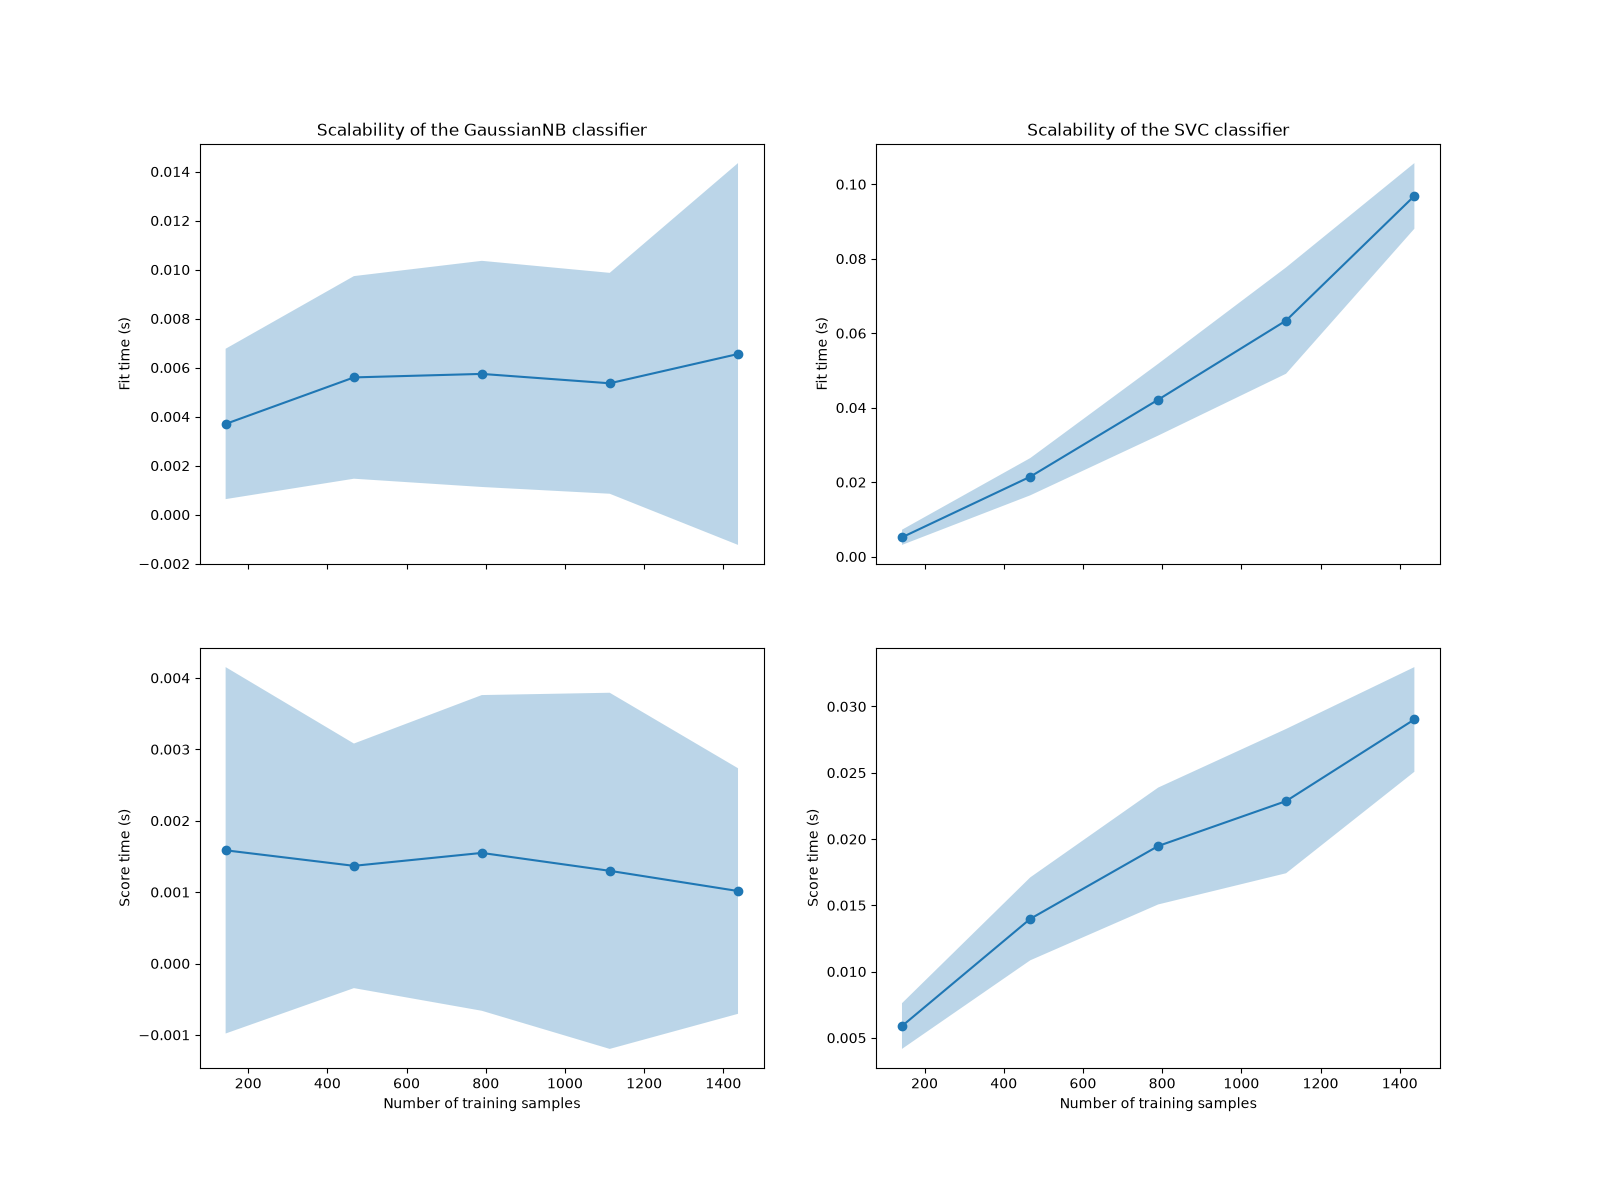 Scalability of the GaussianNB classifier
Fit time (s)
0.014
0.012
0.010
0.008
0.006
0.004
0.002
0.000
−0.002
Scalability of the SVC classifier
Fit time (s)
0.10
0.08
0.06
0.04
0.02
0.00
Score time (s)
0.004
0.003
0.002
0.001
0.000
−0.001
200 400 600 800 1000 1200 1400
Number of training samples
Score time (s)
0.030
0.025
0.020
0.015
0.010
0.005
200 400 600 800 1000 1200 1400
Number of training samples